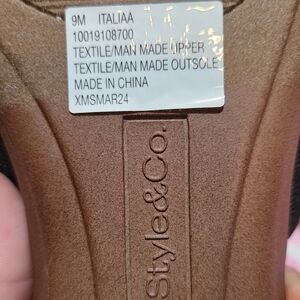 9M ITALIAA
10019108700
TEXTILE/MAN MADE UPPER
TEXTILE/MAN MADE OUTSOLE
MADE IN CHINA
XMSMAR24
Style&Co.